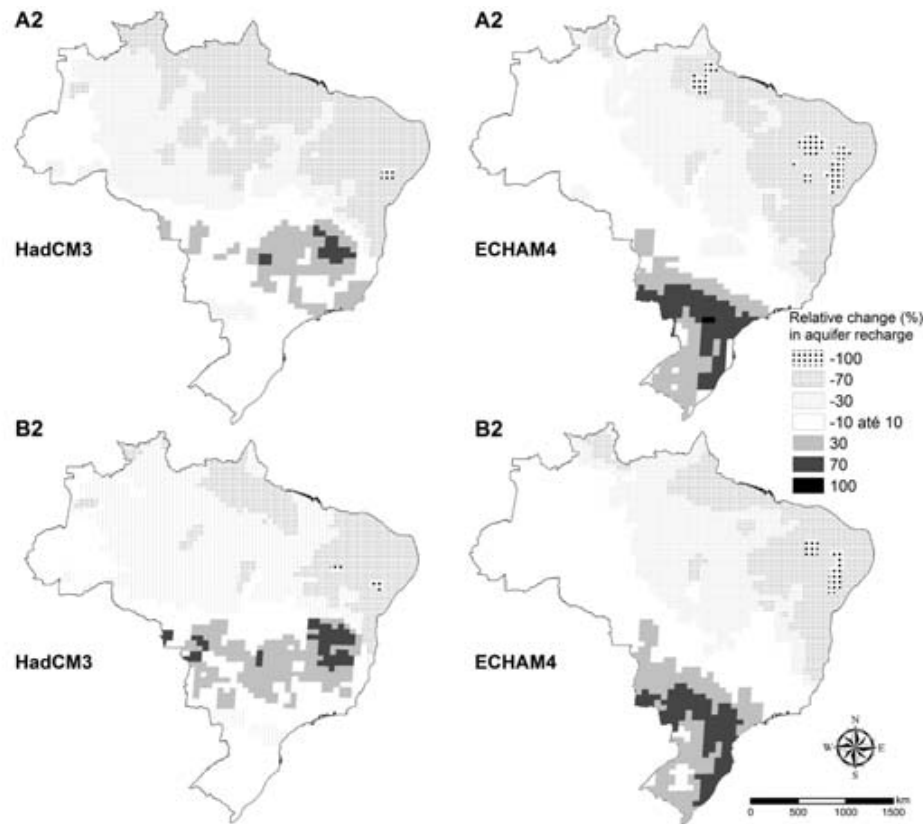 A2
A2
HadCM3
ECHAM4
Relative change (%)
in aquifer recharge
-100
-70
-30
-10 até 10
30
70
100
B2
B2
HadCM3
ECHAM4
N
W E
S
km
0 500 1000 1500